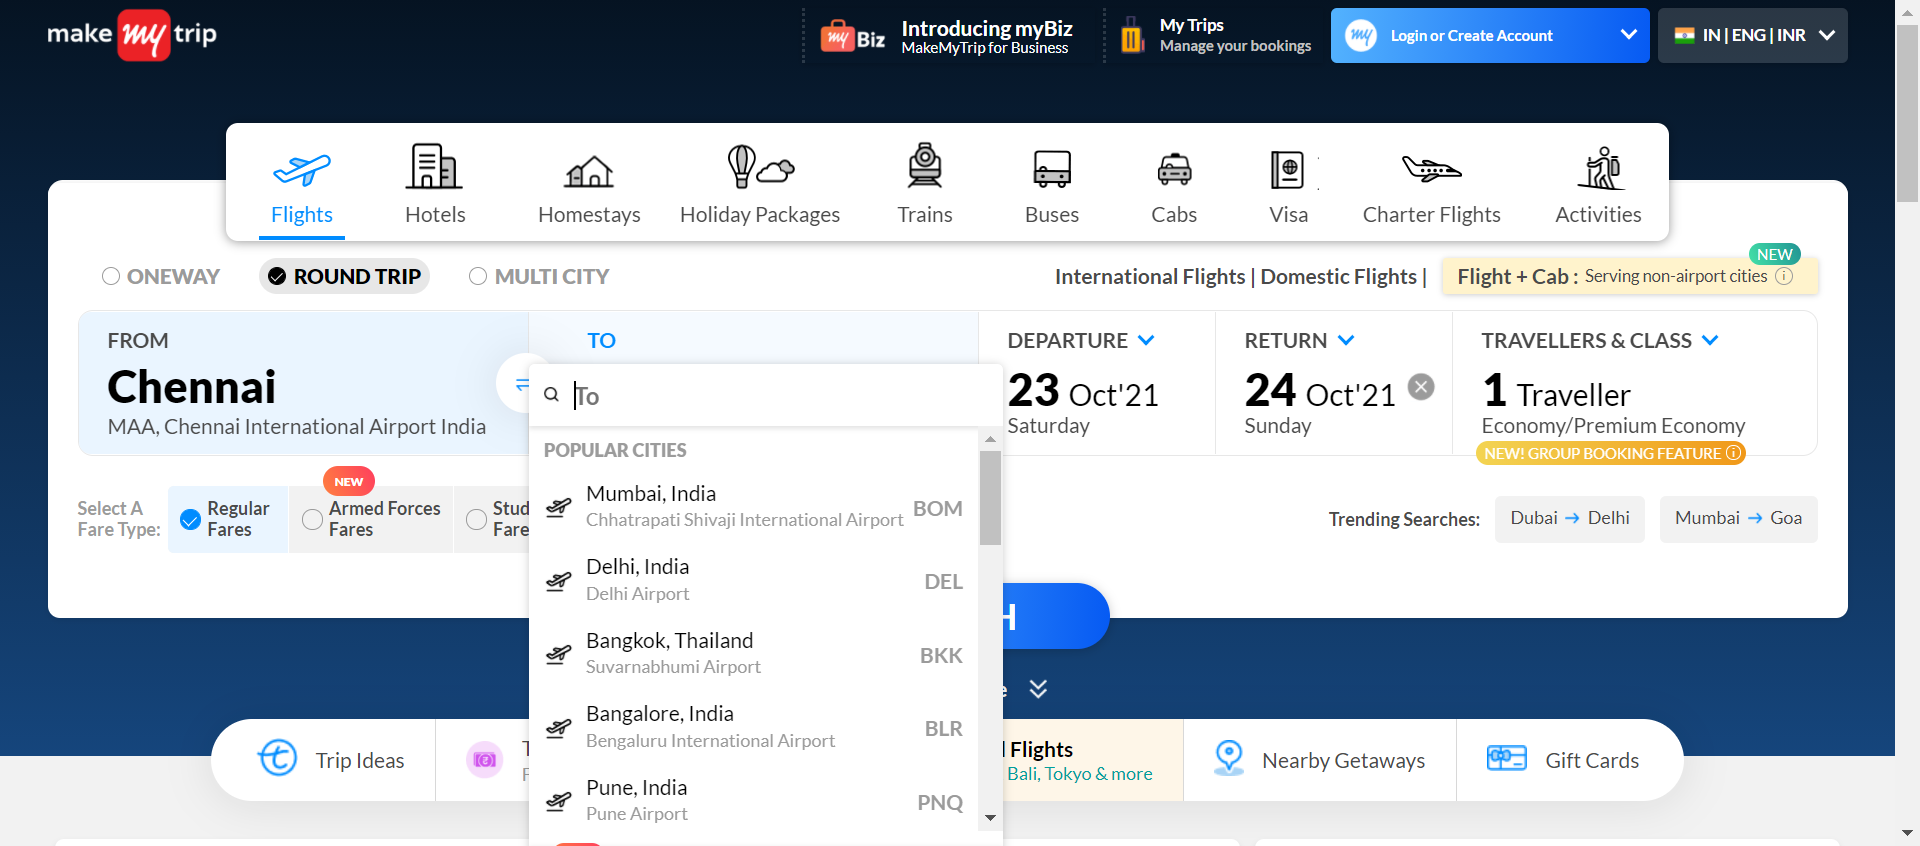 make my trip
my Biz
Introducing myBiz
MakeMyTrip for Business
My Trips
Manage your bookings
my
Login or Create Account
IN | ENG | INR
Flights
Hotels
Homestays
Holiday Packages
Trains
Buses
Cabs
Visa
Charter Flights
Activities
ONEWAY
ROUND TRIP
MULTI CITY
International Flights | Domestic Flights |
NEW
Flight + Cab : Serving non-airport cities
FROM
Chennai
MAA, Chennai International Airport India
TO
To
DEPARTURE
23 Oct'21
Saturday
RETURN
24 Oct'21
Sunday
TRAVELLERS & CLASS
1 Traveller
Economy/Premium Economy
NEW! GROUP BOOKING FEATURE
POPULAR CITIES
Mumbai, India
Chhatrapati Shivaji International Airport
BOM
Delhi, India
Delhi Airport
DEL
Bangkok, Thailand
Suvarnabhumi Airport
BKK
Bangalore, India
Bengaluru International Airport
BLR
Pune, India
Pune Airport
PNQ
Select A
Fare Type:
Regular
Fares
NEW
Armed Forces
Fares
Stud
Fare
Trending Searches:
Dubai → Delhi
Mumbai → Goa
H
e
Trip Ideas
T
F
l Flights
Bali, Tokyo & more
Nearby Getaways
Gift Cards